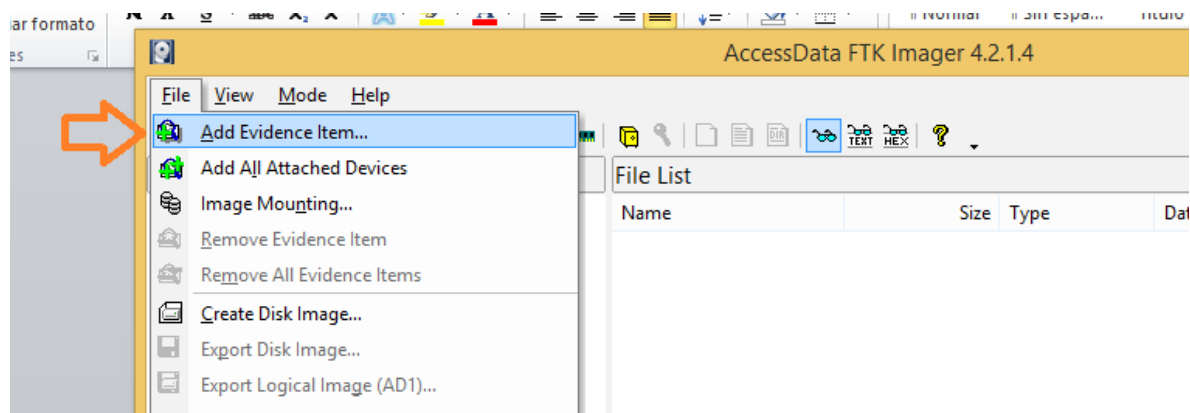 ar formato
es
AccessData FTK Imager 4.2.1.4
File View Mode Help
Add Evidence Item...
Add All Attached Devices
Image Mounting...
Remove Evidence Item
Remove All Evidence Items
Create Disk Image...
Export Disk Image...
Export Logical Image (AD1)...
TEXT HEX
File List
Name Size Type Dat